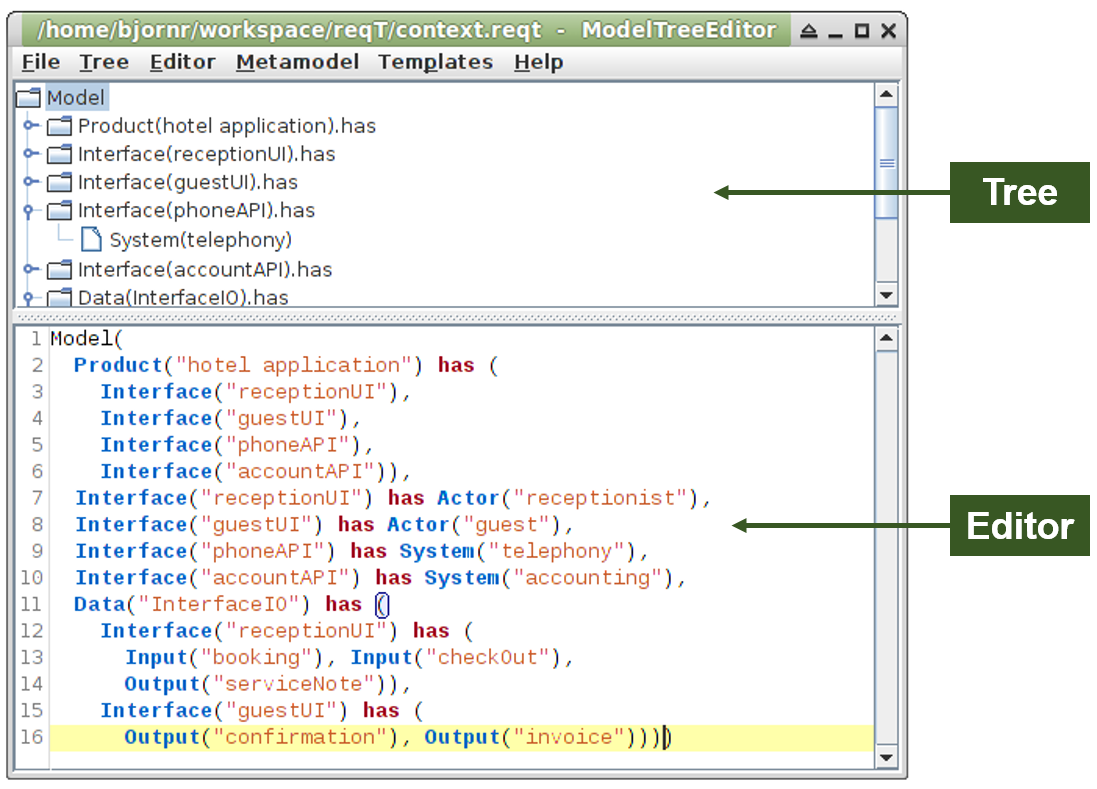 /home/bjornr/workspace/reqT/context.reqt - ModelTreeEditor
File Tree Editor Metamodel Templates Help
Model
Product(hotel application).has
Interface(receptionUI).has
Interface(guestUI).has
Interface(phoneAPI).has
System(telephony)
Interface(accountAPI).has
Data(InterfaceIO).has
Tree
1 Model(
2 Product("hotel application") has (
3 Interface("receptionUI"),
4 Interface("guestUI"),
5 Interface("phoneAPI"),
6 Interface("accountAPI")),
7 Interface("receptionUI") has Actor("receptionist"),
8 Interface("guestUI") has Actor("guest"),
9 Interface("phoneAPI") has System("telephony"),
10 Interface("accountAPI") has System("accounting"),
11 Data("InterfaceIO") has (
12 Interface("receptionUI") has (
13 Input("booking"), Input("checkOut"),
14 Output("serviceNote")),
15 Interface("guestUI") has (
16 Output("confirmation"), Output("invoice"))))
Editor